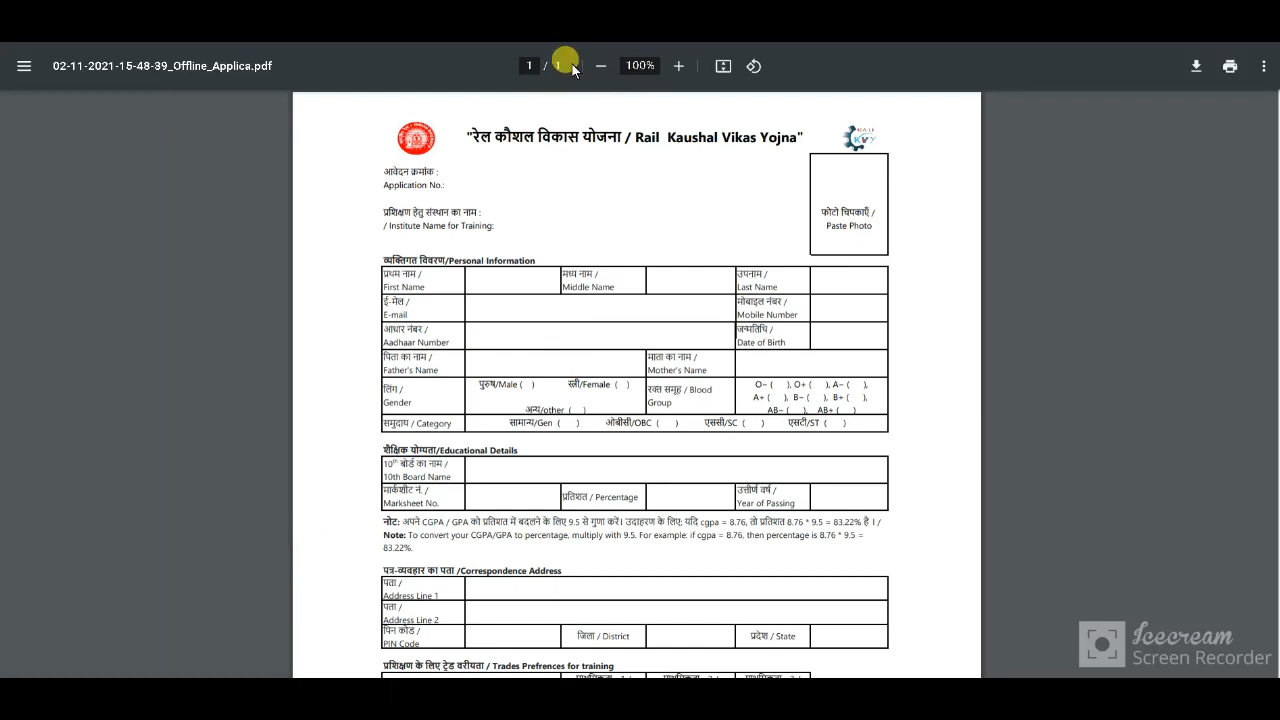 02-11-2021-15-48-39_Offline_Applica.pdf
1 / 1
100%
"रेल कौशल विकास योजना / Rail Kaushal Vikas Yojna"
आवेदन क्रमांक :
Application No.:
प्रशिक्षण हेतु संस्थान का नाम :
/ Institute Name for Training:
फोटो चिपकाएँ /
Paste Photo
व्यक्तिगत विवरण/Personal Information
प्रथम नाम /
First Name
मध्य नाम /
Middle Name
उपनाम /
Last Name
ई-मेल /
E-mail
मोबाइल नंबर /
Mobile Number
आधार नंबर /
Aadhaar Number
जन्मतिथि /
Date of Birth
पिता का नाम /
Father's Name
माता का नाम /
Mother's Name
लिंग /
Gender
पुरुष/Male ( ) स्त्री/Female ( )
अन्य/other ( )
रक्त समूह / Blood
Group
O− ( ), O+ ( ), A− ( ),
A+ ( ), B− ( ), B+ ( ),
AB− ( ), AB+ ( )
समुदाय / Category
सामान्य/Gen ( ) ओबीसी/OBC ( ) एससी/SC ( ) एसटी/ST ( )
शैक्षिक योग्यता/Educational Details
10th बोर्ड का नाम /
10th Board Name
मार्कशीट नं. /
Marksheet No.
प्रतिशत / Percentage
उत्तीर्ण वर्ष /
Year of Passing
नोट: अपने CGPA / GPA को प्रतिशत में बदलने के लिए 9.5 से गुणा करें। उदाहरण के लिए: यदि cgpa = 8.76, तो प्रतिशत 8.76 * 9.5 = 83.22% है । /
Note: To convert your CGPA/GPA to percentage, multiply with 9.5. For example: if cgpa = 8.76, then percentage is 8.76 * 9.5 =
83.22%.
पत्र-व्यवहार का पता /Correspondence Address
पता /
Address Line 1
पता /
Address Line 2
पिन कोड /
PIN Code
जिला / District
प्रदेश / State
प्रशिक्षण के लिए ट्रेड वरीयता / Trades Prefrences for training
Icecream
Screen Recorder